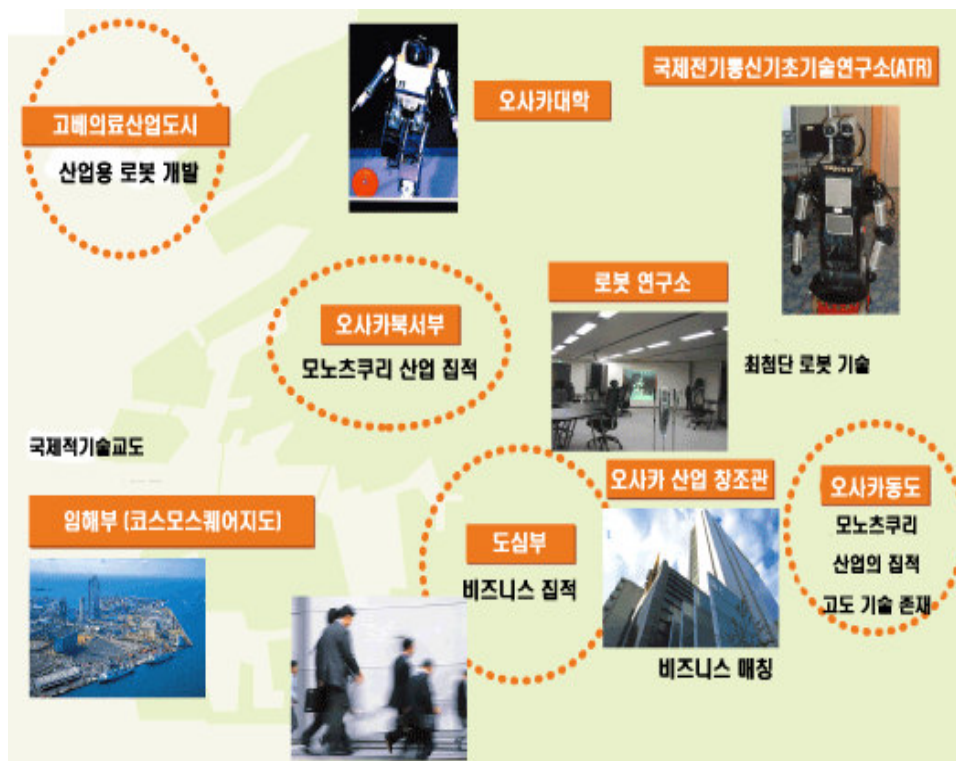 국제전기통신기초기술연구소(ATR)
오사카대학
고베의료산업도시
산업용 로봇 개발
로봇 연구소
오사카북서부
모노츠쿠리 산업 집적
최첨단 로봇 기술
국제적기술교도
오사카 산업 창조관
오사카동도
모노츠쿠리
산업의 집적
고도 기술 존재
임해부 (코스모스퀘어지도)
도심부
비즈니스 집적
비즈니스 매칭